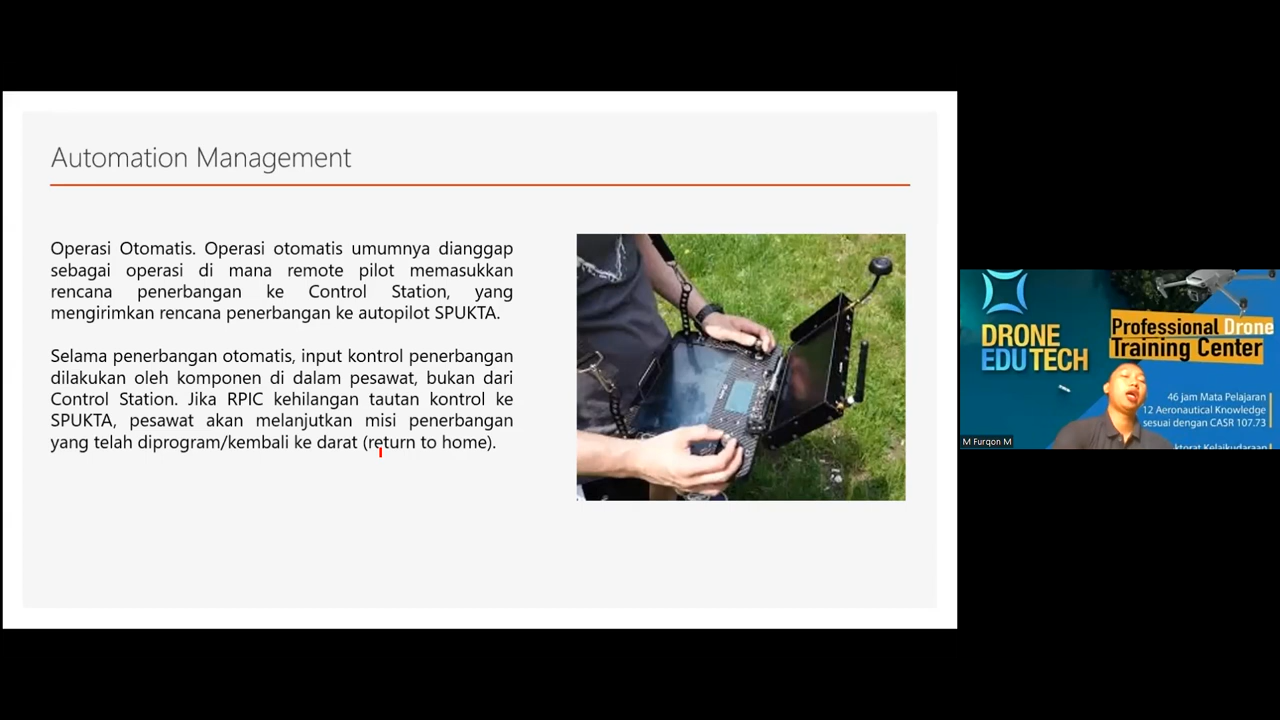 Automation Management
Operasi Otomatis. Operasi otomatis umumnya dianggap
sebagai operasi di mana remote pilot memasukkan
rencana penerbangan ke Control Station, yang
mengirimkan rencana penerbangan ke autopilot SPUKTA.
Selama penerbangan otomatis, input kontrol penerbangan
dilakukan oleh komponen di dalam pesawat, bukan dari
Control Station. Jika RPIC kehilangan tautan kontrol ke
SPUKTA, pesawat akan melanjutkan misi penerbangan
yang telah diprogram/kembali ke darat (return to home).
DRONE
EDUTECH
Professional Drone
Training Center
46 jam Mata Pelajaran
12 Aeronautical Knowledge
sesuai dengan CASR 107.73
ktorat Kelaikudaraan
M Furqon M